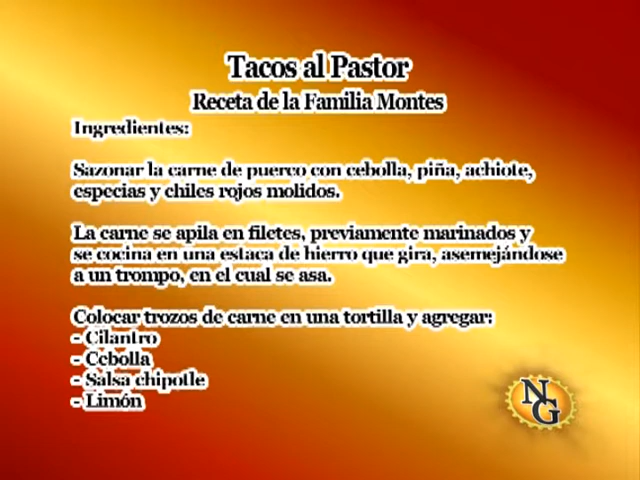 Tacos al Pastor
Receta de la Familia Montes
Ingredientes:
Sazonar la carne de puerco con cebolla, piña, achiote,
especias y chiles rojos molidos.
La carne se apila en filetes, previamente marinados y
se cocina en una estaca de hierro que gira, asemejándose
a un trompo, en el cual se asa.
Colocar trozos de carne en una tortilla y agregar:
- Cilantro
- Cebolla
- Salsa chipotle
- Limón
NG